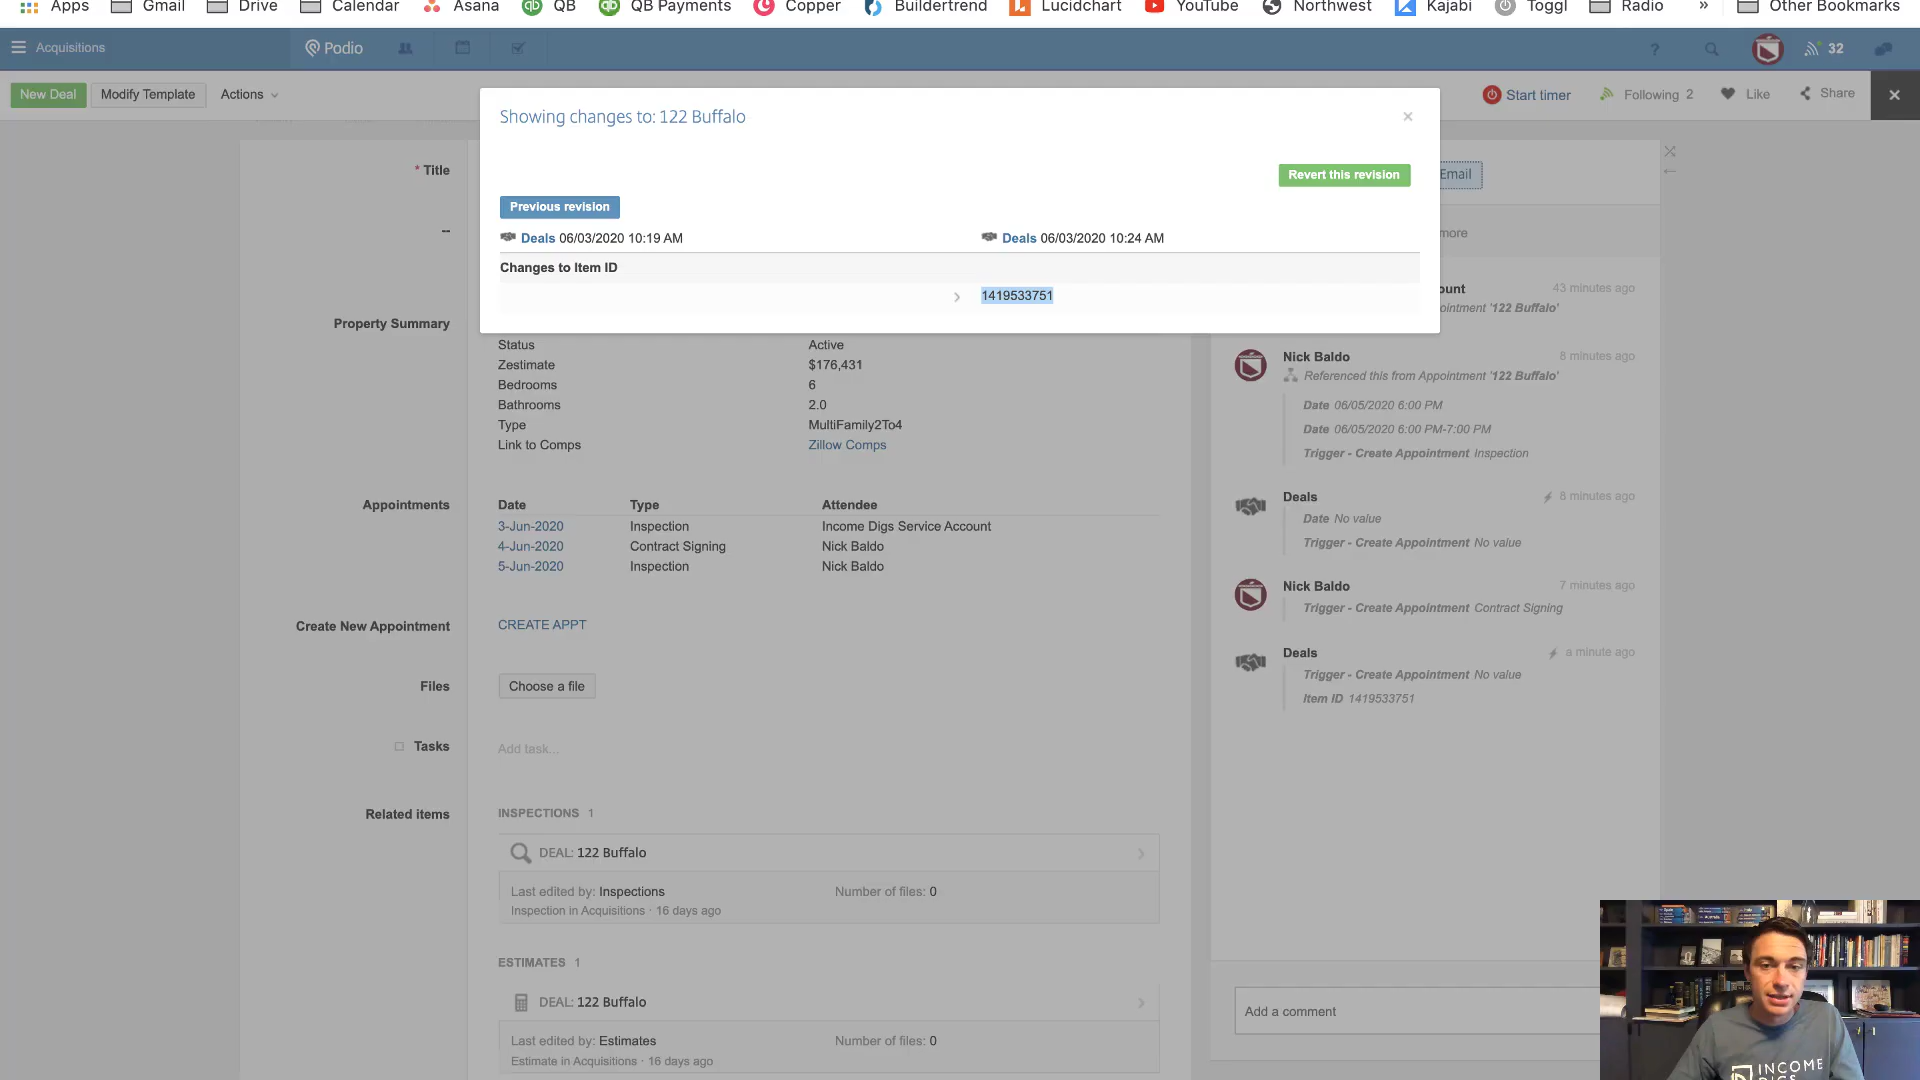 Apps
Gmail
Drive
Calendar
Asana
QB
QB Payments
Copper
Buildertrend
Lucidchart
YouTube
Northwest
Kajabi
Toggl
Radio
»
Other Bookmarks
Acquisitions
Podio
?
32
New Deal
Modify Template
Actions
Start timer
Following 2
Like
Share
Showing changes to: 122 Buffalo
×
Revert this revision
Previous revision
Deals 06/03/2020 10:19 AM
Deals 06/03/2020 10:24 AM
Changes to Item ID
1419533751
* Title
--
Property Summary
Status Active
Zestimate $176,431
Bedrooms 6
Bathrooms 2.0
Type MultiFamily2To4
Link to Comps Zillow Comps
Appointments
Date Type Attendee
3-Jun-2020 Inspection Income Digs Service Account
4-Jun-2020 Contract Signing Nick Baldo
5-Jun-2020 Inspection Nick Baldo
Create New Appointment
CREATE APPT
Files
Choose a file
Tasks
Add task...
Related items
INSPECTIONS 1
DEAL: 122 Buffalo
Last edited by: Inspections
Number of files: 0
Inspection in Acquisitions · 16 days ago
ESTIMATES 1
DEAL: 122 Buffalo
Last edited by: Estimates
Number of files: 0
Estimate in Acquisitions · 16 days ago
Email
more
ount
43 minutes ago
ointment '122 Buffalo'
Nick Baldo
8 minutes ago
Referenced this from Appointment '122 Buffalo'
Date 06/05/2020 6:00 PM
Date 06/05/2020 6:00 PM-7:00 PM
Trigger - Create Appointment Inspection
Deals
8 minutes ago
Date No value
Trigger - Create Appointment No value
Nick Baldo
7 minutes ago
Trigger - Create Appointment Contract Signing
Deals
a minute ago
Trigger - Create Appointment No value
Item ID 1419533751
Add a comment
INCOME
DIGS